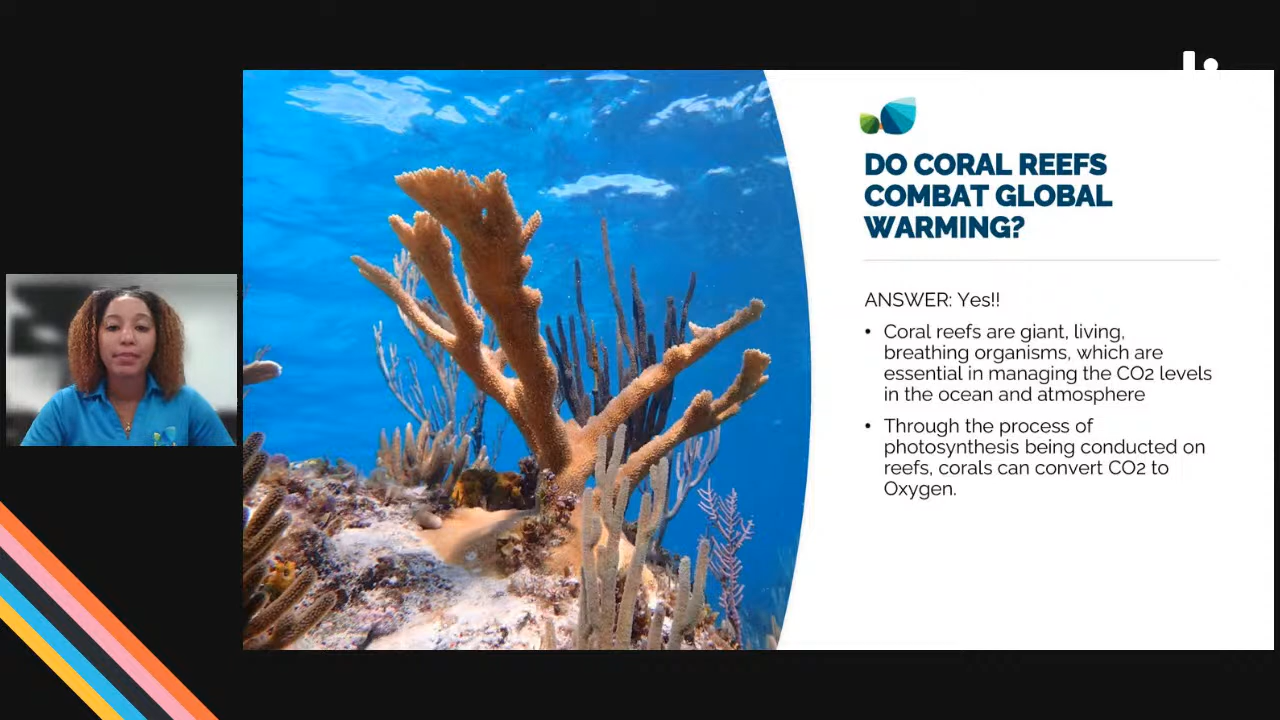 DO CORAL REEFS
COMBAT GLOBAL
WARMING?
ANSWER: Yes!!
• Coral reefs are giant, living,
breathing organisms, which are
essential in managing the CO2 levels
in the ocean and atmosphere
• Through the process of
photosynthesis being conducted on
reefs, corals can convert CO2 to
Oxygen.